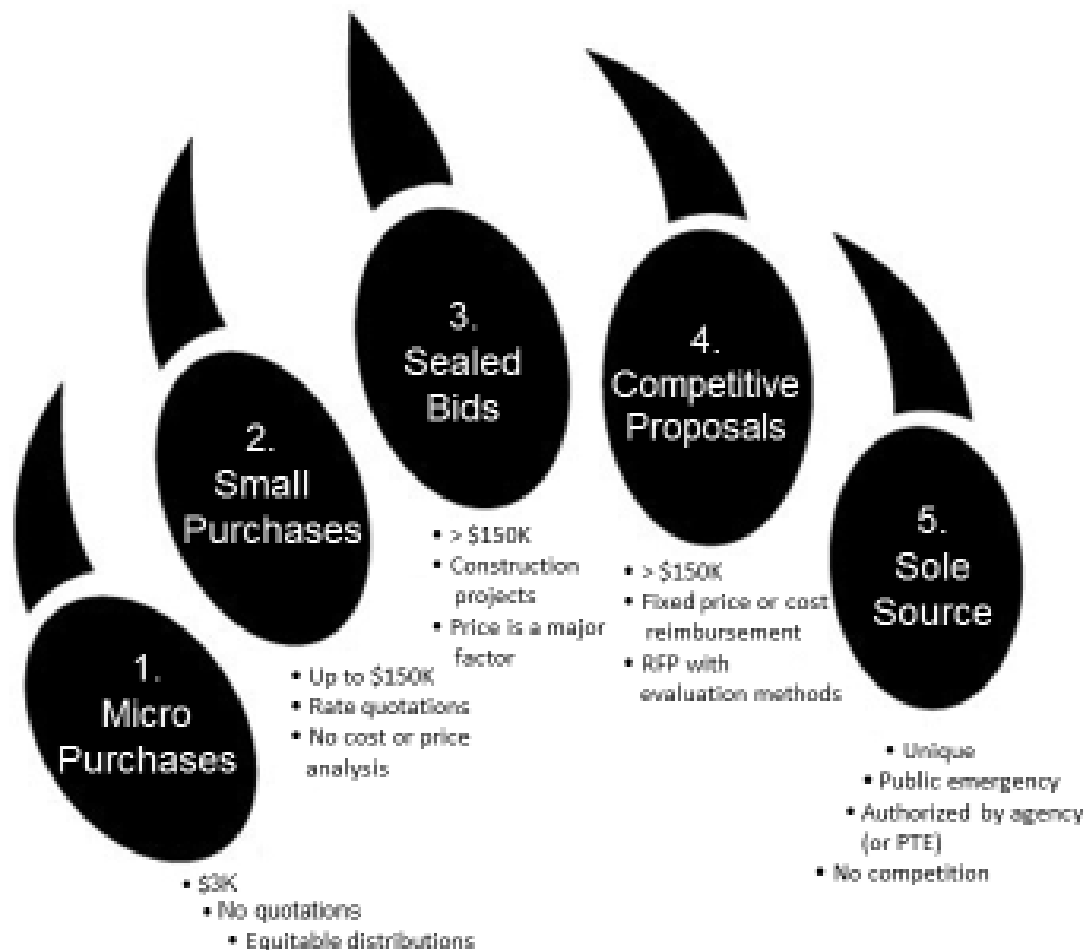 1.
Micro
Purchases
• $3K
• No quotations
• Equitable distributions
2.
Small
Purchases
• Up to $150K
• Rate quotations
• No cost or price
analysis
3.
Sealed
Bids
• > $150K
• Construction
projects
• Price is a major
factor
4.
Competitive
Proposals
• > $150K
• Fixed price or cost
reimbursement
• RFP with
evaluation methods
5.
Sole
Source
• Unique
• Public emergency
• Authorized by agency
(or PTE)
• No competition